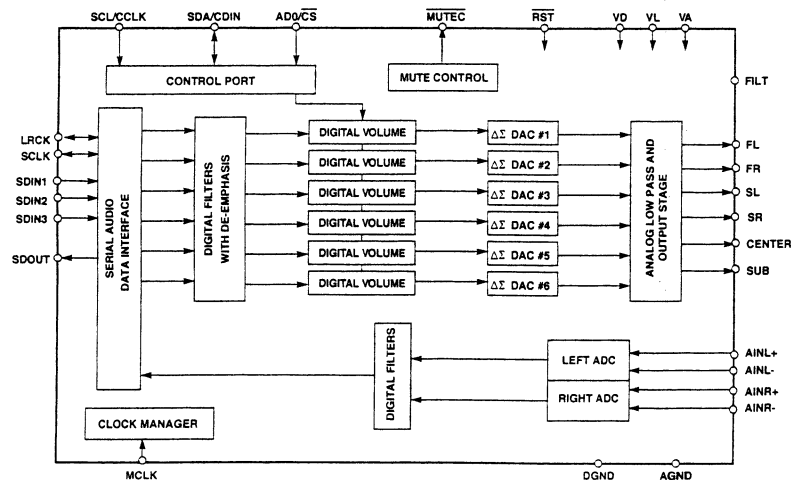 SCL/CCLK SDA/CDIN AD0/CS MUTEC RST VD VL VA
CONTROL PORT
MUTE CONTROL
FILT
LRCK
SCLK
SDIN1
SDIN2
SDIN3
SDOUT
SERIAL AUDIO
DATA INTERFACE
DIGITAL FILTERS
WITH DE-EMPHASIS
DIGITAL VOLUME
DIGITAL VOLUME
DIGITAL VOLUME
DIGITAL VOLUME
DIGITAL VOLUME
DIGITAL VOLUME
ΔΣ DAC #1
ΔΣ DAC #2
ΔΣ DAC #3
ΔΣ DAC #4
ΔΣ DAC #5
ΔΣ DAC #6
ANALOG LOW PASS AND
OUTPUT STAGE
FL
FR
SL
SR
CENTER
SUB
DIGITAL FILTERS
LEFT ADC
RIGHT ADC
AINL+
AINL-
AINR+
AINR-
CLOCK MANAGER
MCLK
DGND
AGND